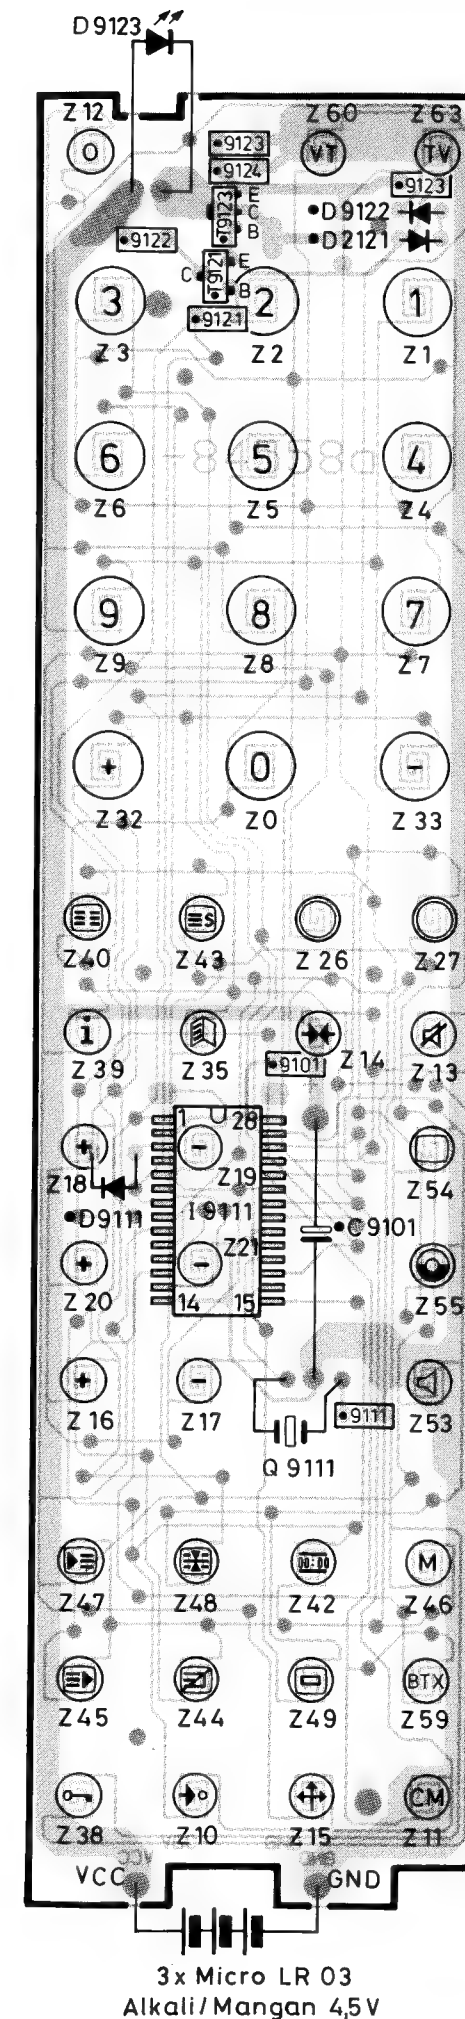 D9123
Z12 Z60 Z63
O VT TV
•9123
•9124
•9123
E
C
B
T9123
•D9122
•D2121
•9122
E
C
B
T9121
•9121
3 2 1
Z3 Z2 Z1
6 5 4
Z6 Z5 Z4
9 8 7
Z9 Z8 Z7
+ 0 -
Z32 Z0 Z33
S
Z40 Z43 Z26 Z27
i
Z39 Z35 Z14 Z13
•9101
1 28
+ -
Z18 Z19 Z54
•D9111 I9111 •C9101
+ - Z21
Z20 Z55
14 15
+ -
Z16 Z17 Z53
•9111
Q9111
00:00 M
Z47 Z48 Z42 Z46
BTX
Z45 Z44 Z49 Z59
CM
Z38 Z10 Z15 Z11
VCC GND
3x Micro LR 03
Alkali/Mangan 4,5V